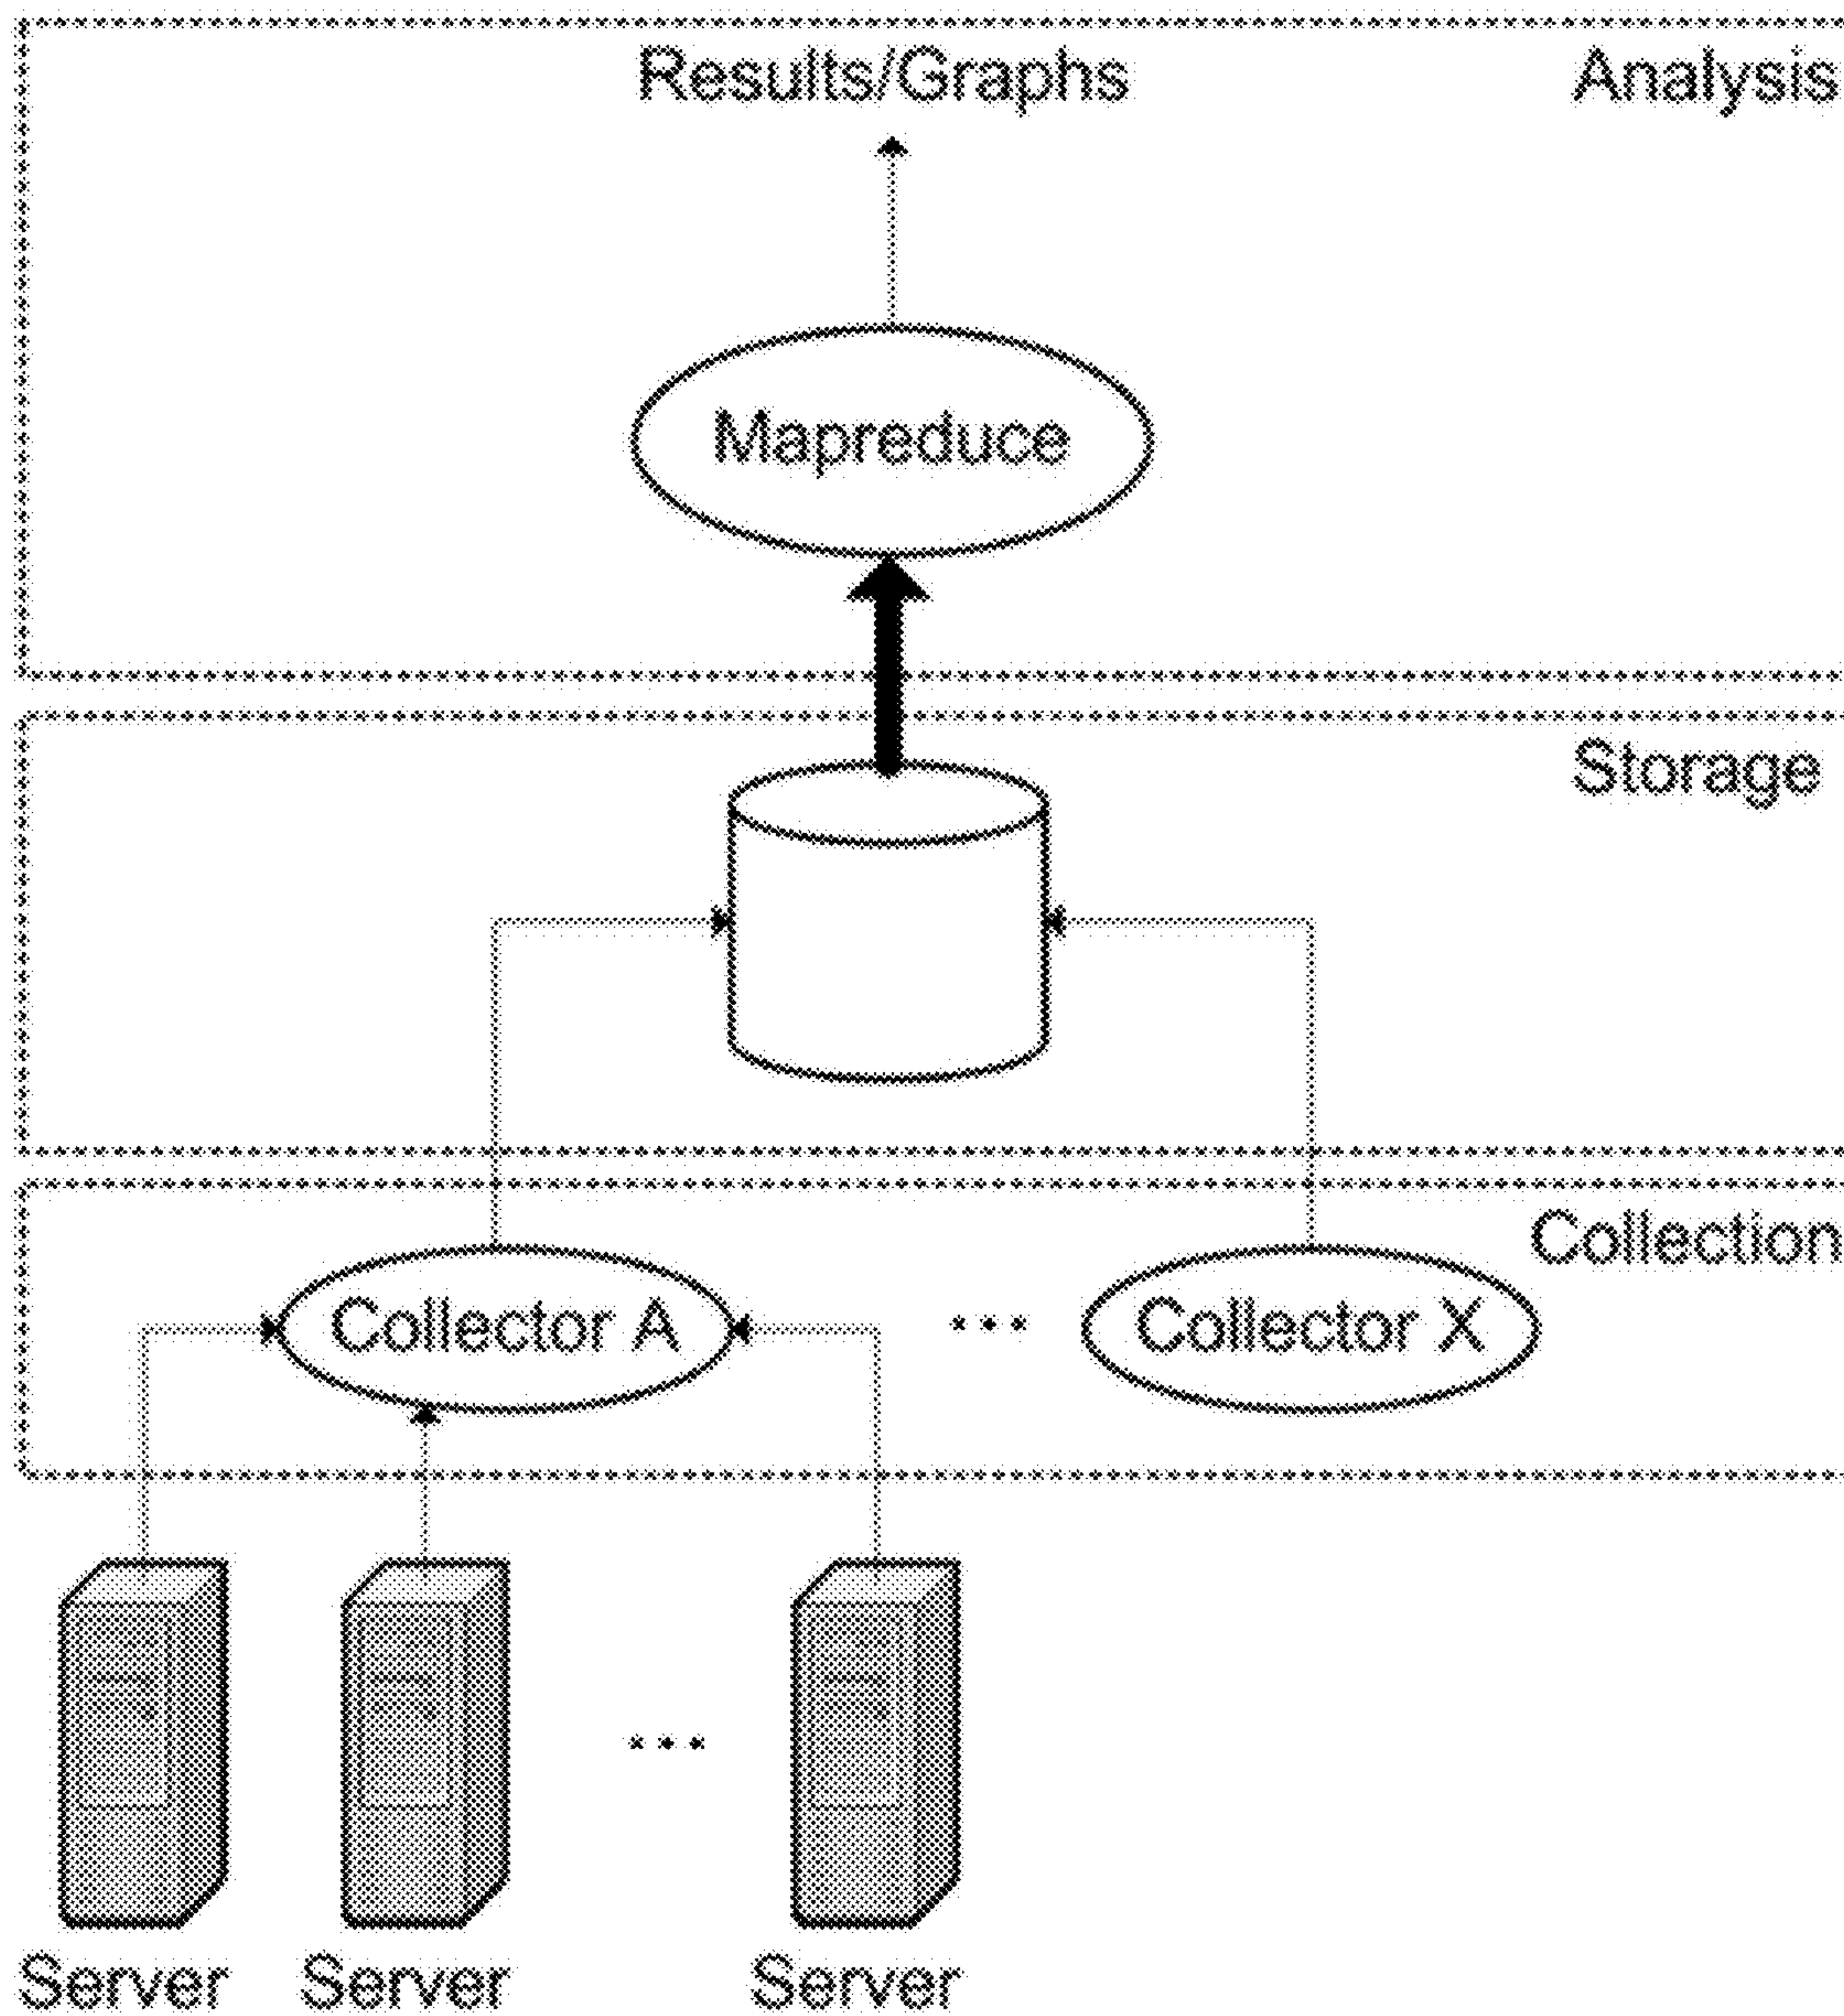 Results/Graphs
Analysis
Mapreduce
Storage
Collection
Collector A
...
Collector X
...
Server
Server
Server